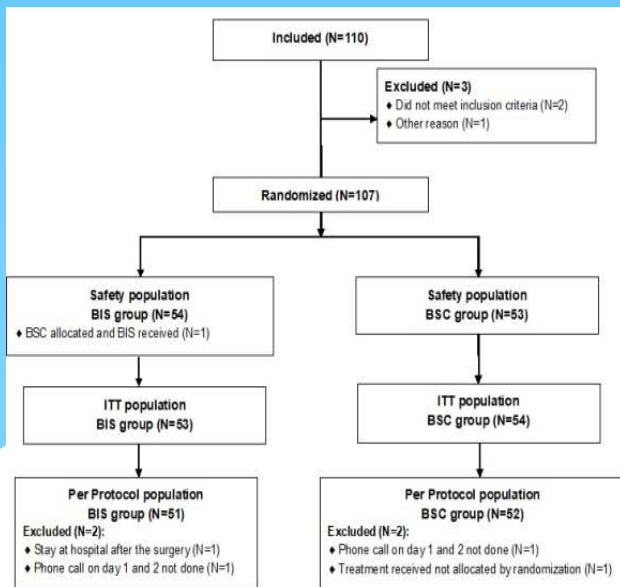 Included (N=110)
Excluded (N=3)
♦ Did not meet inclusion criteria (N=2)
♦ Other reason (N=1)
Randomized (N=107)
Safety population
BIS group (N=54)
♦ BSC allocated and BIS received (N=1)
Safety population
BSC group (N=53)
ITT population
BIS group (N=53)
ITT population
BSC group (N=54)
Per Protocol population
BIS group (N=51)
Excluded (N=2):
♦ Stay at hospital after the surgery (N=1)
♦ Phone call on day 1 and 2 not done (N=1)
Per Protocol population
BSC group (N=52)
Excluded (N=2):
♦ Phone call on day 1 and 2 not done (N=1)
♦ Treatment received not allocated by randomization (N=1)